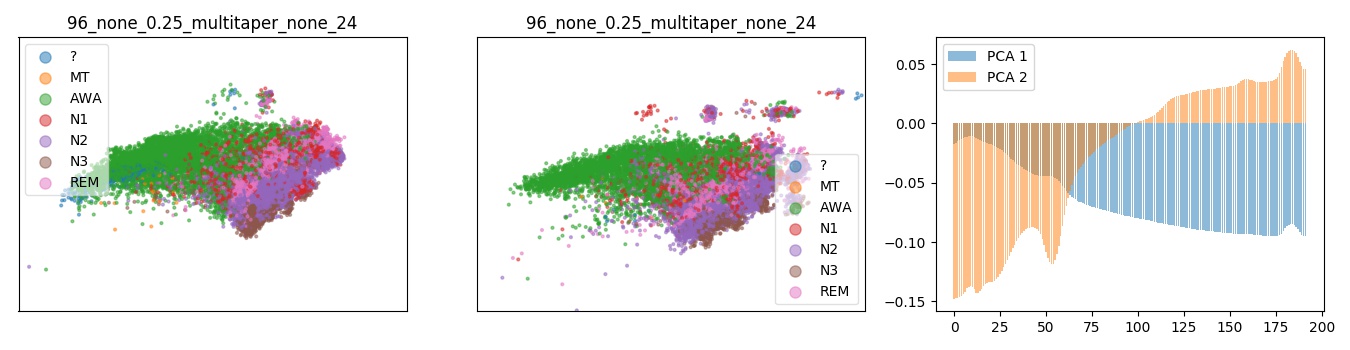 96_none_0.25_multitaper_none_24
?
MT
AWA
N1
N2
N3
REM
96_none_0.25_multitaper_none_24
?
MT
AWA
N1
N2
N3
REM
PCA 1
PCA 2
0.05
0.00
−0.05
−0.10
−0.15
0 25 50 75 100 125 150 175 200